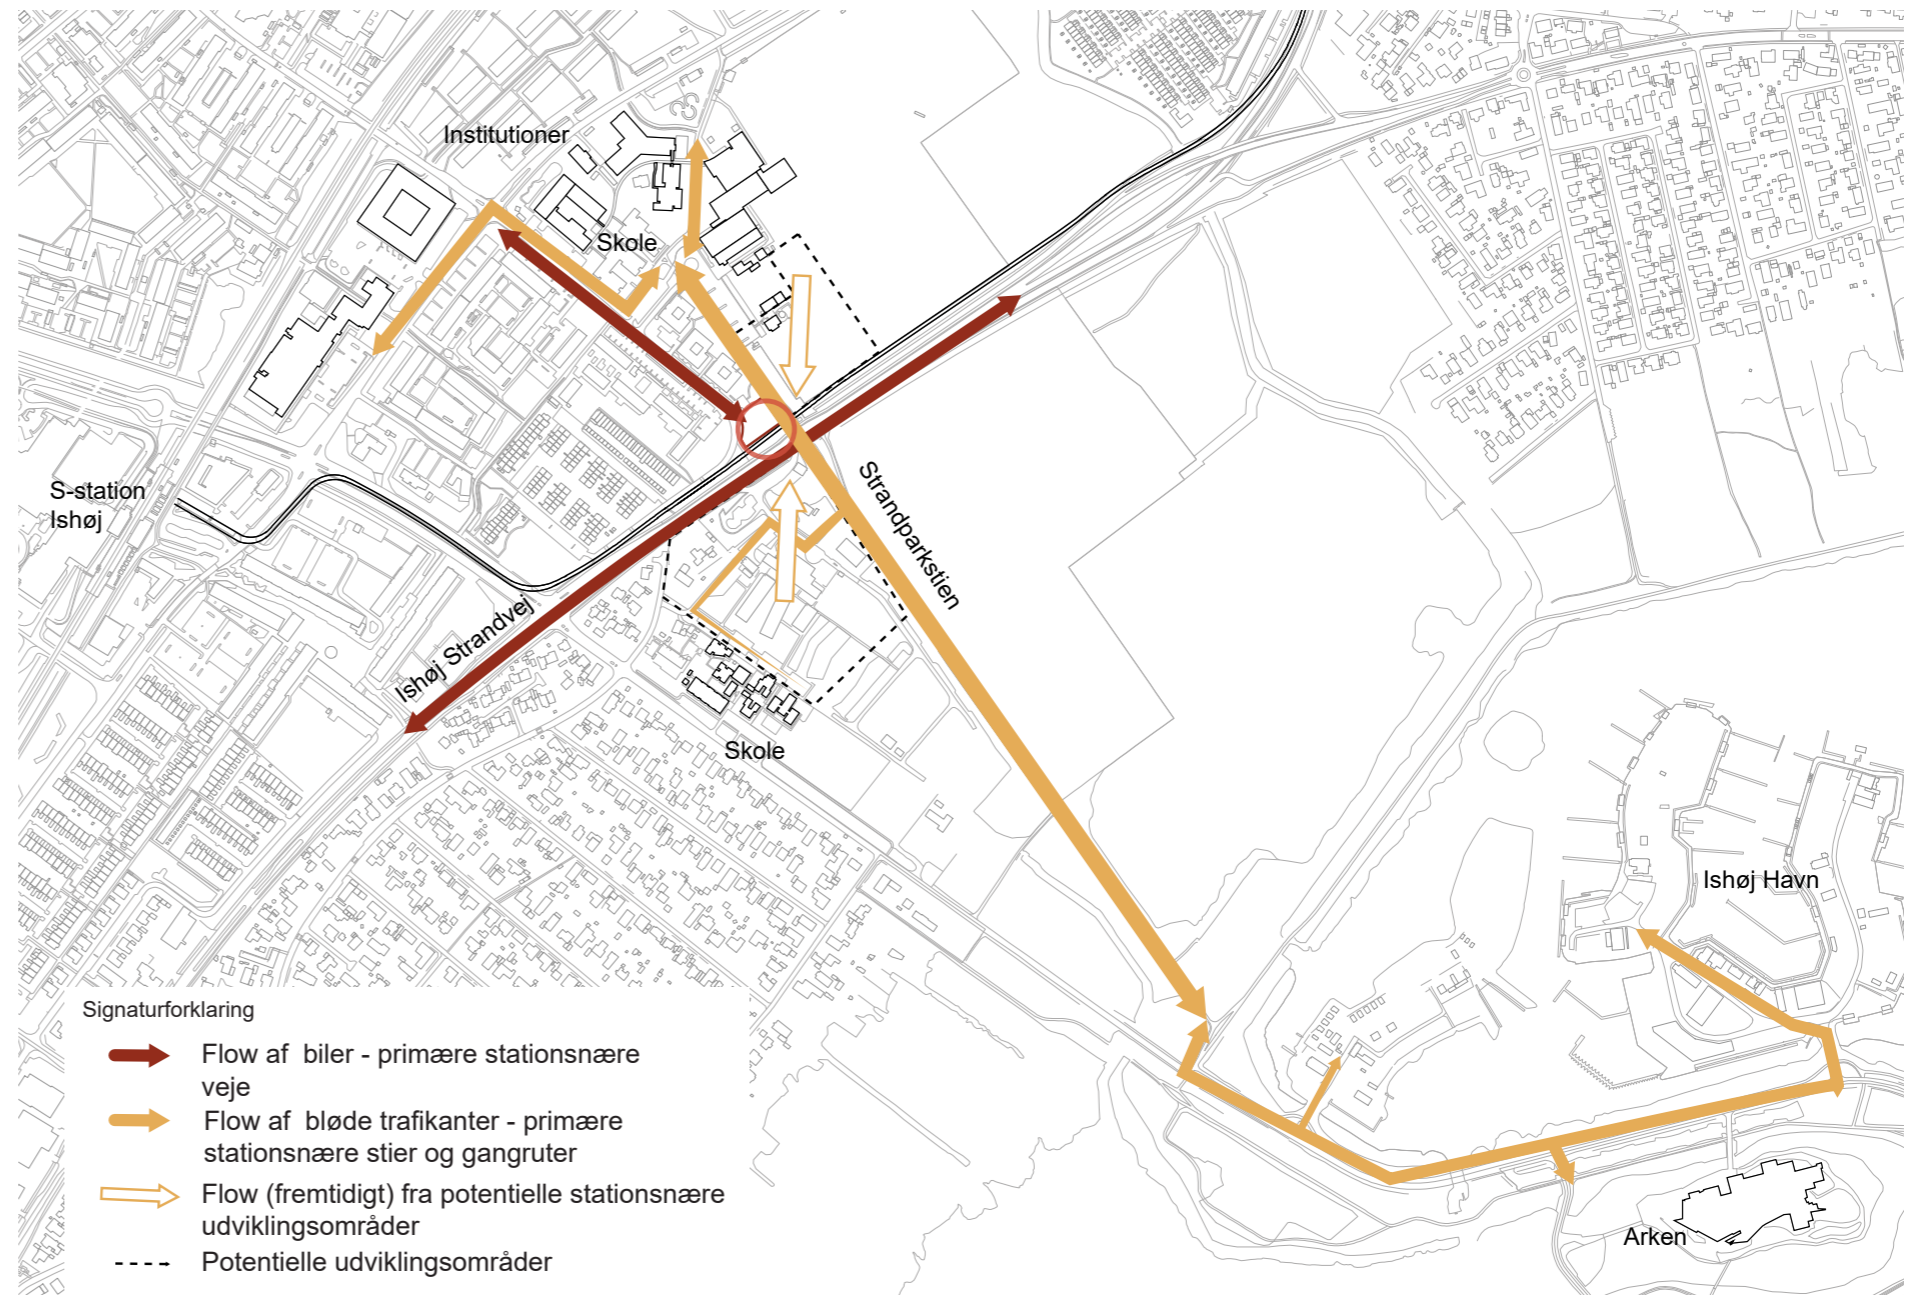 Institutioner
Skole
S-station
Ishøj
Strandparkstien
Ishøj Strandvej
Skole
Ishøj Havn
Arken
Signaturforklaring
Flow af biler - primære stationsnære
veje
Flow af bløde trafikanter - primære
stationsnære stier og gangruter
Flow (fremtidigt) fra potentielle stationsnære
udviklingsområder
Potentielle udviklingsområder